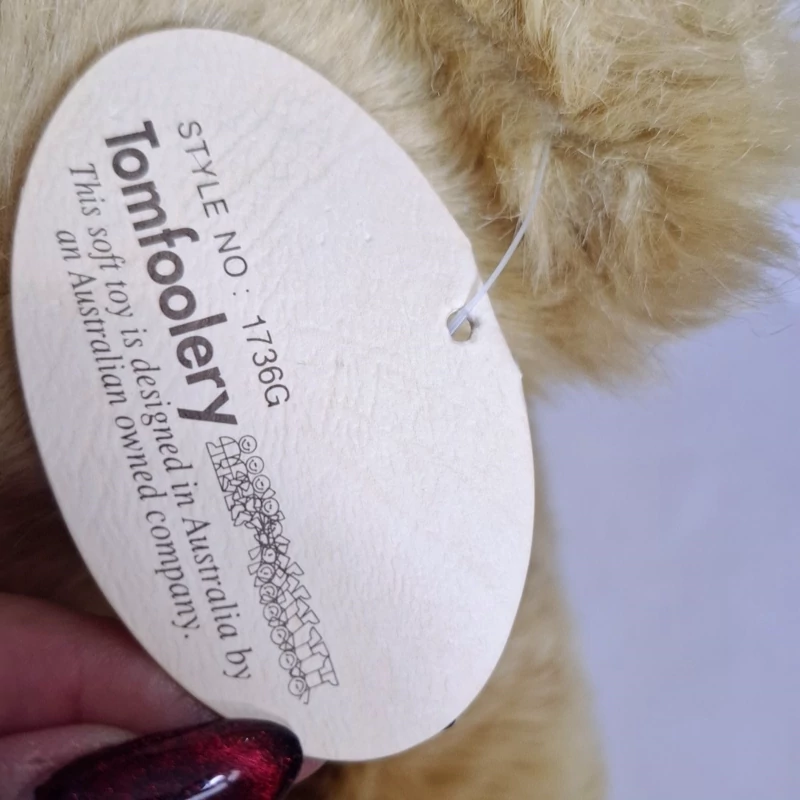 STYLE NO: 1736G
Tomfoolery
This soft toy is designed in Australia by
an Australian owned company.